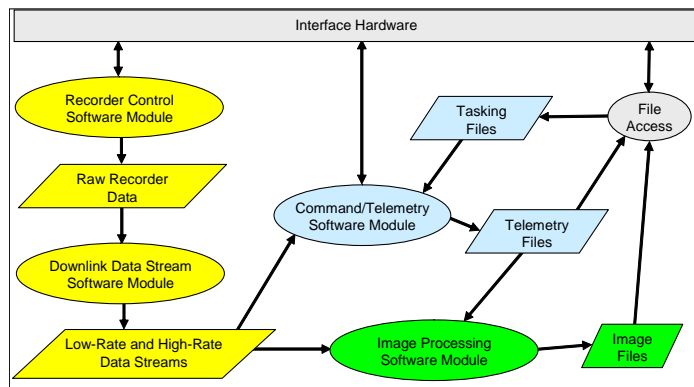 Interface Hardware
Recorder Control
Software Module
Tasking
Files
File
Access
Raw Recorder
Data
Command/Telemetry
Software Module
Telemetry
Files
Downlink Data Stream
Software Module
Low-Rate and High-Rate
Data Streams
Image Processing
Software Module
Image
Files